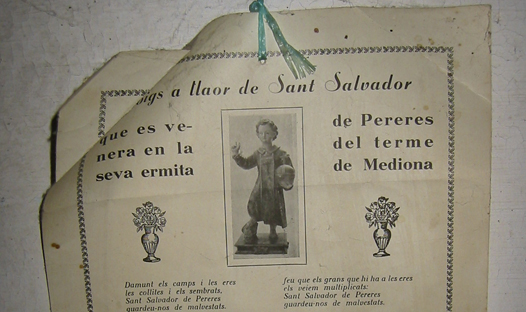 Goigs a llaor de Sant Salvador
que es ve-
nera en la
seva ermita
de Pereres
del terme
de Mediona
Damunt els camps i les eres
les collites i els sembrats,
Sant Salvador de Pereres
guardeu-nos de malvestats.
feu que els grans que hi ha a les eres
els veiem multiplicats:
Sant Salvador de Pereres
guardeu-nos de malvestats.